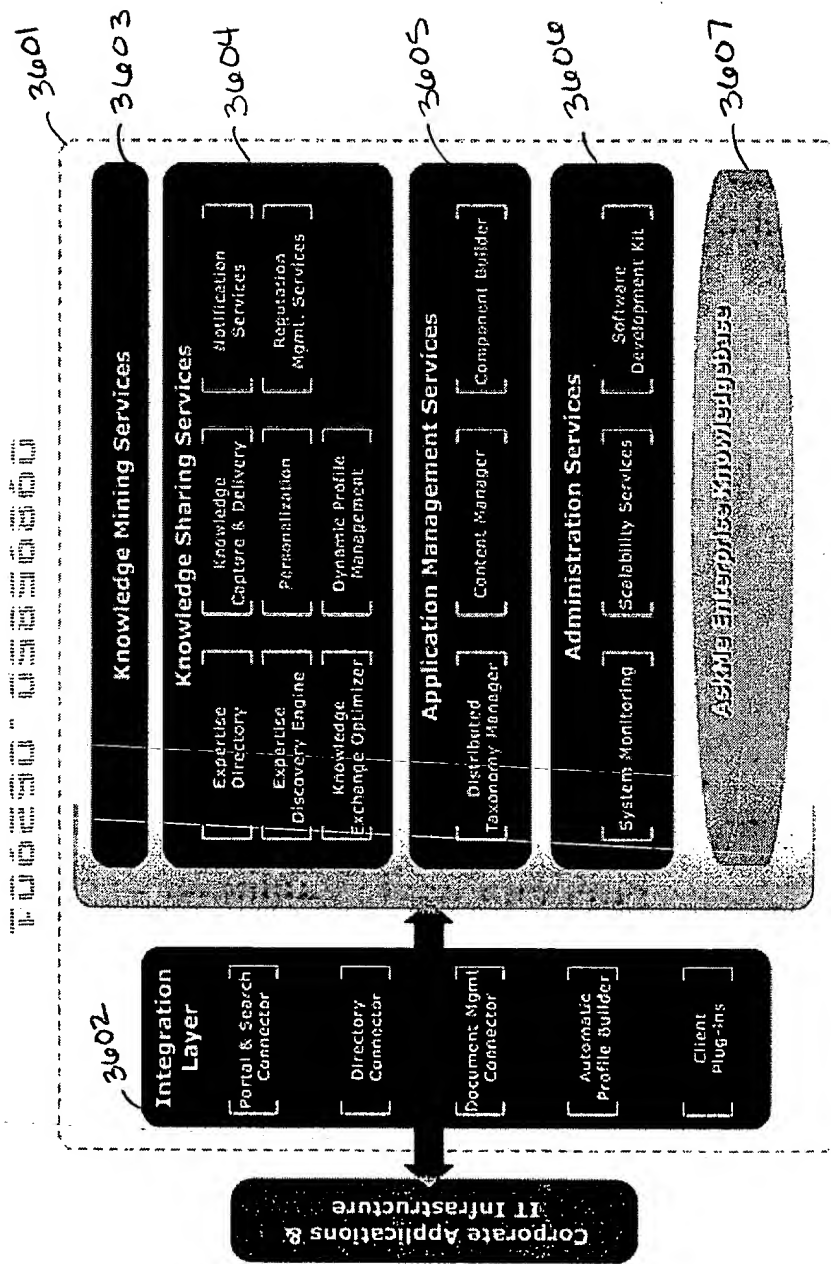 3601
3602
3603
3604
3605
3606
3607
Corporate Applications &
IT Infrastructure
Integration
Layer
Portal & Search
Connector
Directory
Connector
Document Mgmt
Connector
Automatic
Profile Builder
Client
Plug-ins
Knowledge Mining Services
Knowledge Sharing Services
Expertise
Directory
Knowledge
Capture & Delivery
Notification
Services
Expertise
Discovery Engine
Personalization
Reputation
Mgmt. Services
Knowledge
Exchange Optimizer
Dynamic Profile
Management
Application Management Services
Distributed
Taxonomy Manager
Content Manager
Component Builder
Administration Services
System Monitoring
Scalability Services
Software
Development Kit
AskMe Enterprise Knowledgebase